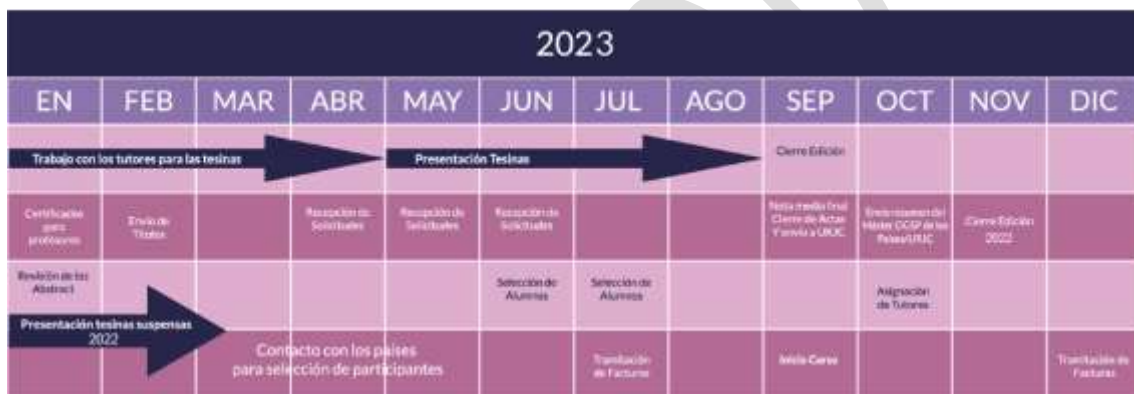 2023
EN FEB MAR ABR MAY JUN JUL AGO SEP OCT NOV DIC
Trabajo con los tutores para las tesinas
Presentación Tesinas
Cierre Edición
Certificados
para
profesores
Envío de
Títulos
Recepción de
Solicitudes
Recepción de
Solicitudes
Recepción de
Solicitudes
Nota media final
Cierre de Actas
Y envío a
Envío resumen del
Máster
Cierre Edición
2022
Revisión de los
Abstract
Selección de
Alumnos
Selección de
Alumnos
Asignación
de Tutores
Presentación tesinas suspensas
2022
Contacto con los países
para selección de participantes
Tramitación
de Facturas
Inicio Curso
Tramitación de
Facturas